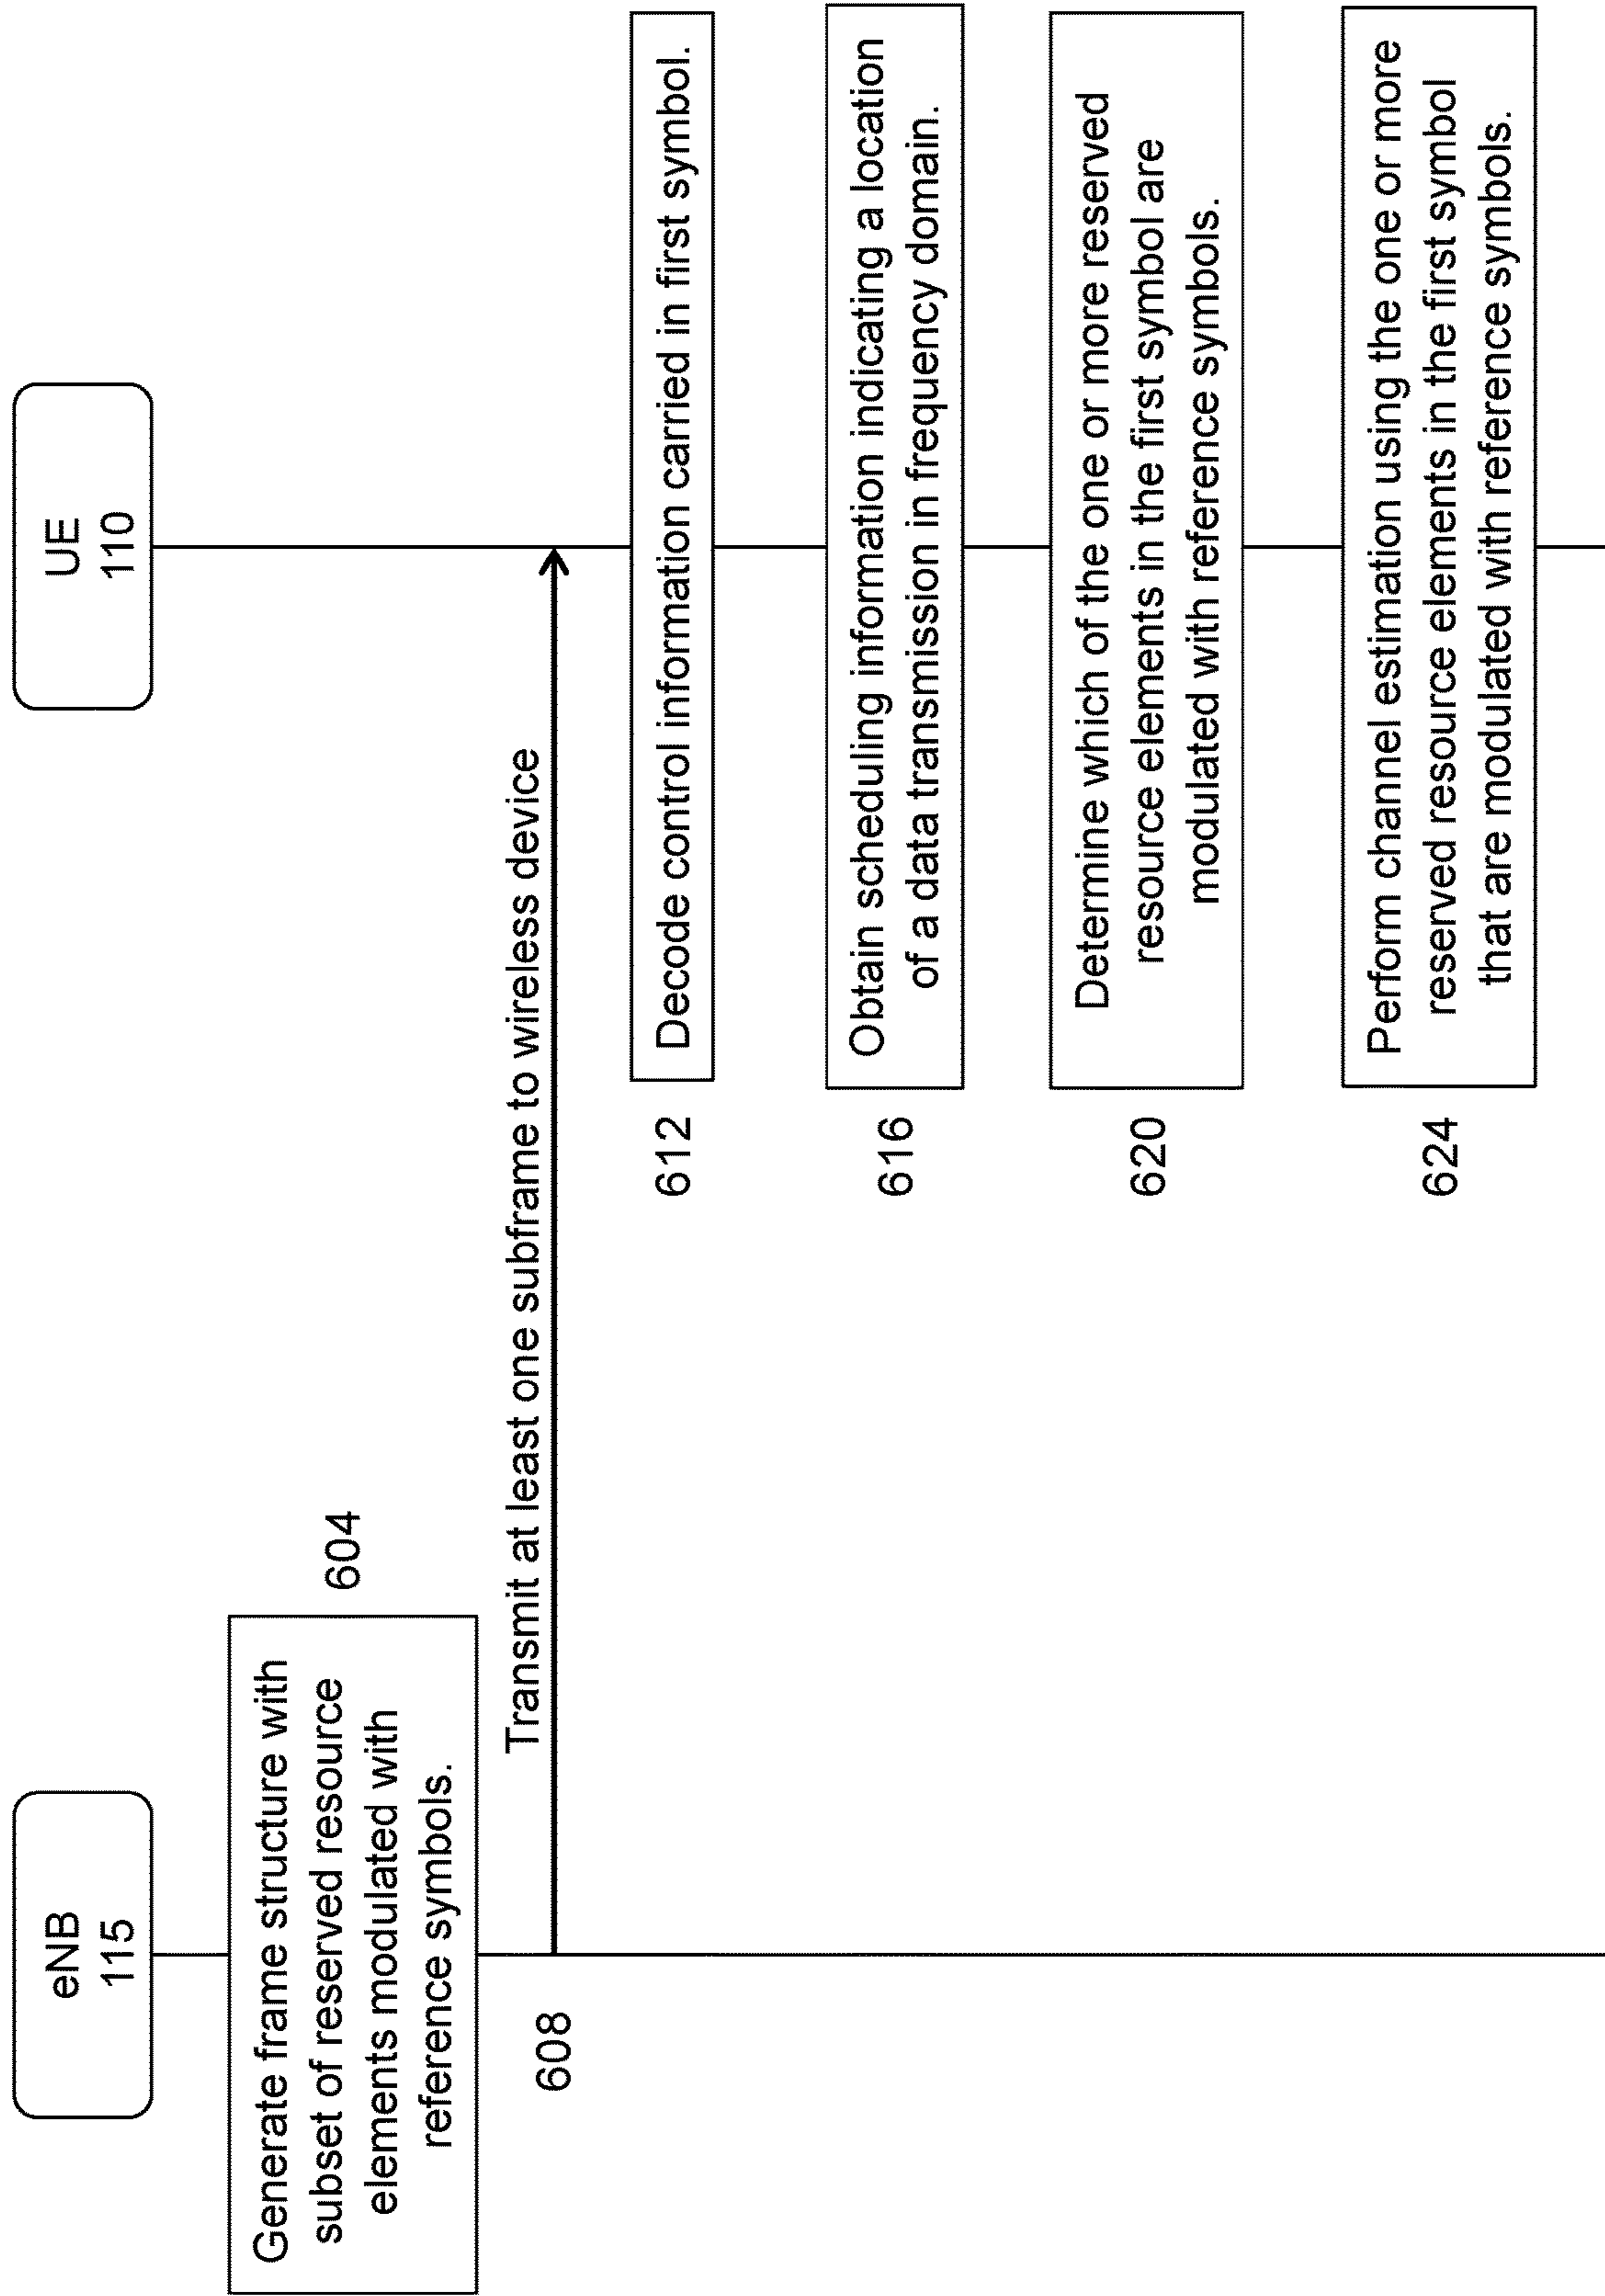 eNB
115
UE
110
Generate frame structure with
subset of reserved resource
elements modulated with
reference symbols.
604
Transmit at least one subframe to wireless device
608
612
Decode control information carried in first symbol.
616
Obtain scheduling information indicating a location
of a data transmission in frequency domain.
620
Determine which of the one or more reserved
resource elements in the first symbol are
modulated with reference symbols.
624
Perform channel estimation using the one or more
reserved resource elements in the first symbol
that are modulated with reference symbols.